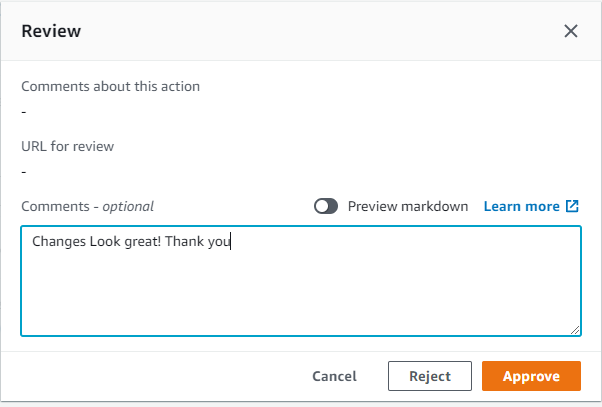 Review
Comments about this action
-
URL for review
-
Comments - optional Preview markdown Learn more
Changes Look great! Thank you
Cancel Reject Approve